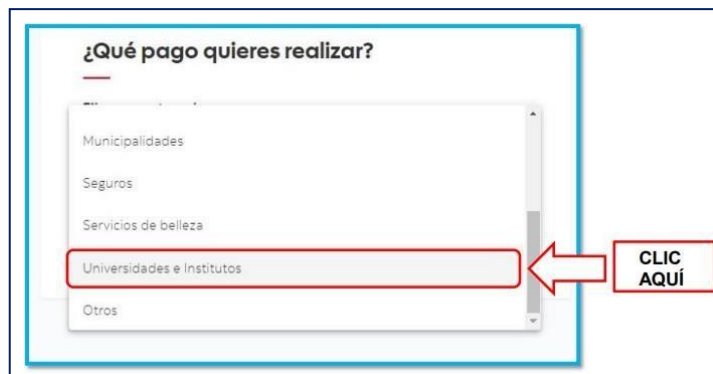 ¿Qué pago quieres realizar?
Municipalidades
Seguros
Servicios de belleza
Universidades e Institutos
CLIC
AQUÍ
Otros